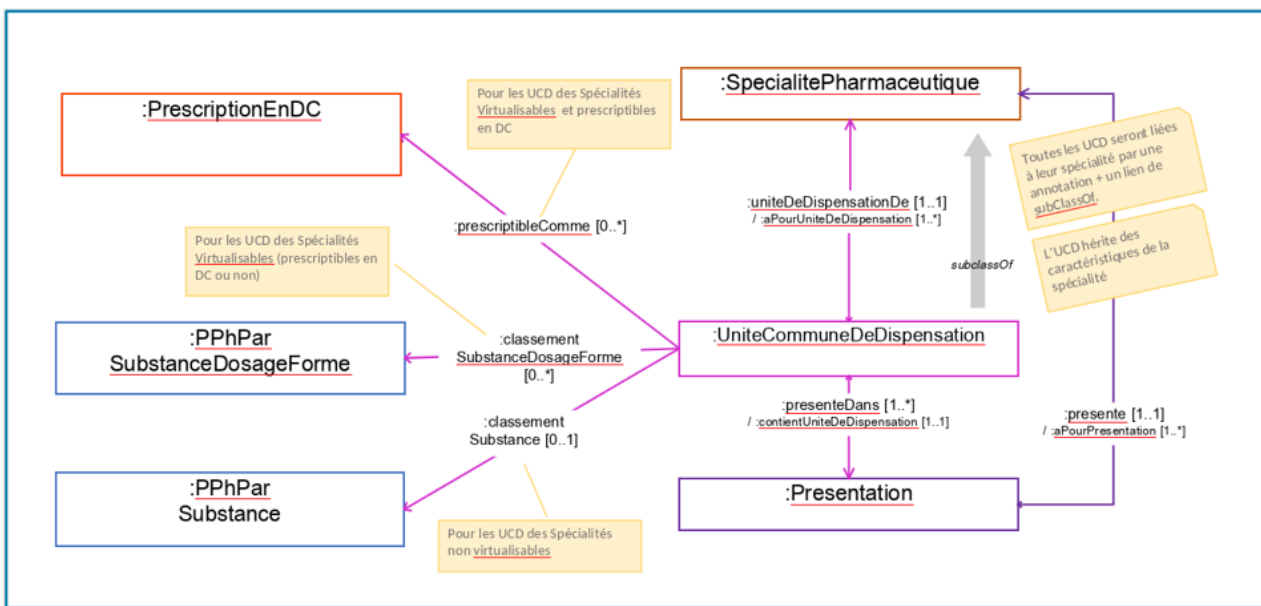 :PrescriptionEnDC
Pour les UCD des Spécialités
Virtualisables et prescriptibles
en DC
:SpecialitePharmaceutique
Toutes les UCD seront liées
à leur spécialité par une
annotation + un lien de
subClassOf.
:uniteDeDispensationDe [1..1]
/ :aPourUniteDeDispensation [1..*]
:prescriptibleComme [0..*]
L'UCD hérite des
caractéristiques de la
spécialité
Pour les UCD des Spécialités
Virtualisables (prescriptibles en
DC ou non)
subclassOf
:PPhPar
SubstanceDosageForme
:classement
SubstanceDosageForme
[0..*]
:UniteCommuneDeDispensation
:presenteDans [1..*]
/ :contientUniteDeDispensation [1..1]
:presente [1..1]
/ :aPourPresentation [1..*]
:classement
Substance [0..1]
:PPhPar
Substance
:Presentation
Pour les UCD des Spécialités
non virtualisables